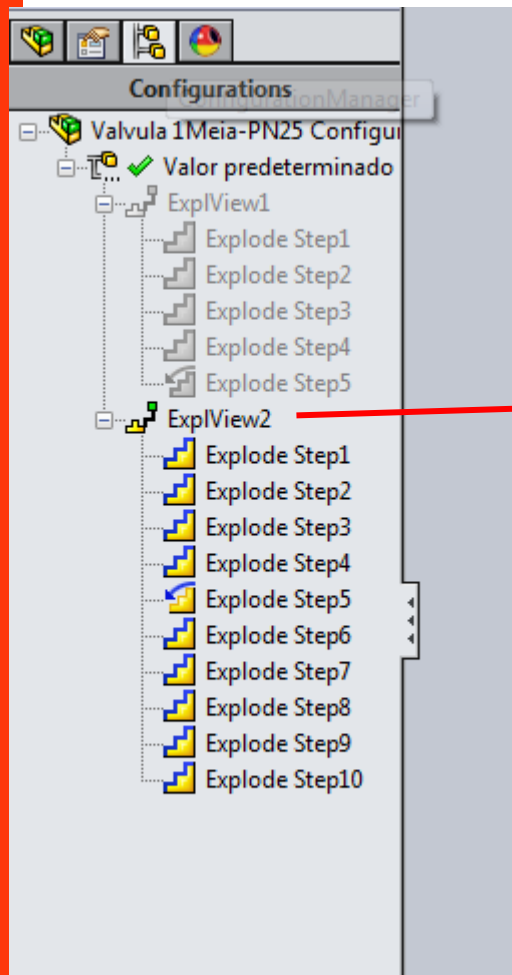 Configurations
ConfigurationManager
Valvula 1Meia-PN25 Configur
Valor predeterminado
ExplView1
Explode Step1
Explode Step2
Explode Step3
Explode Step4
Explode Step5
ExplView2
Explode Step1
Explode Step2
Explode Step3
Explode Step4
Explode Step5
Explode Step6
Explode Step7
Explode Step8
Explode Step9
Explode Step10